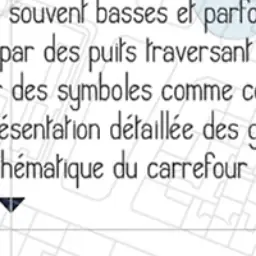 souvent basses et parfo
par des puits traversant
des symboles comme c
ésentation détaillée des g
hématique du carrefour